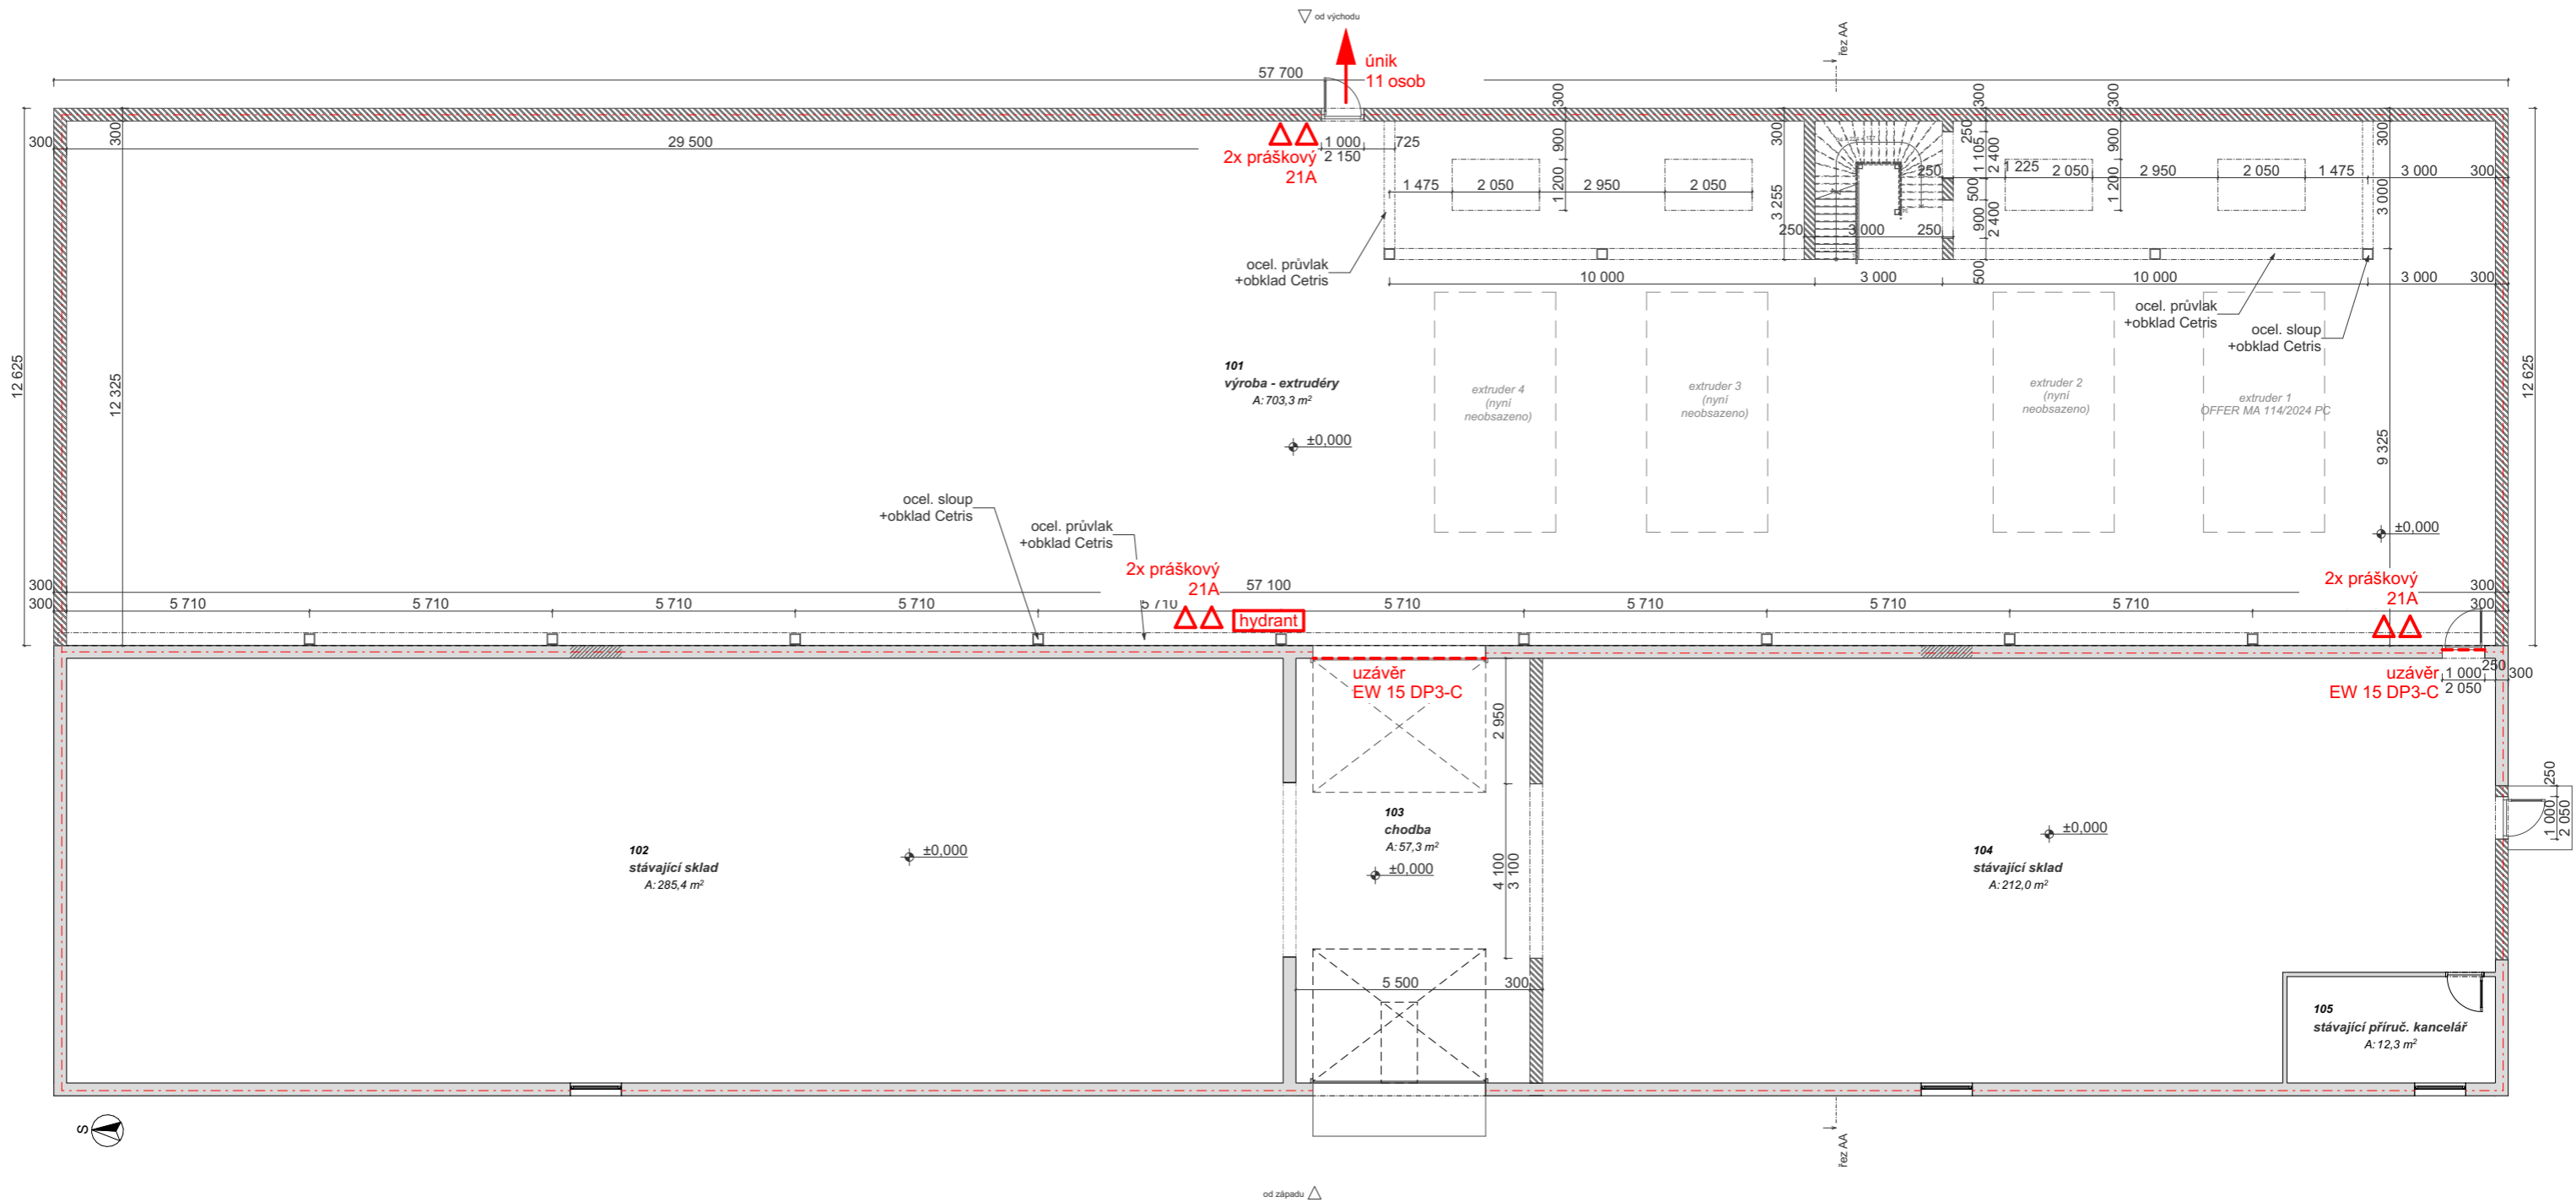 od východu
řez AA
únik
11 osob
57 700
300
300
300
300
300
300
300
29 500
1 000
2 150
725
2x práškový
21A
900
1 200
1 475
2 050
2 950
2 050
3 255
250
3 000
250
250
250
1 105
2 400
500
900
2 400
500
1 225
2 050
900
1 200
2 950
2 050
1 475
3 000
3 000
300
ocel. průvlak
+obklad Cetris
10 000
3 000
10 000
3 000
300
ocel. průvlak
+obklad Cetris
ocel. sloup
+obklad Cetris
12 625
12 325
12 625
9 325
101
výroba - extrudéry
A: 703,3 m²
±0,000
extruder 4
(nyní
neobsazeno)
extruder 3
(nyní
neobsazeno)
extruder 2
(nyní
neobsazeno)
extruder 1
OFFER MA 114/2024 PC
±0,000
ocel. sloup
+obklad Cetris
ocel. průvlak
+obklad Cetris
2x práškový
21A
2x práškový
21A
300
57 100
300
300
5 710
5 710
5 710
5 710
5 710
5 710
5 710
5 710
5 710
300
hydrant
uzávěr
EW 15 DP3-C
uzávěr
EW 15 DP3-C
1 000
2 050
250
300
2 950
4 100
3 100
102
stávající sklad
A: 285,4 m²
±0,000
103
chodba
A: 57,3 m²
±0,000
104
stávající sklad
A: 212,0 m²
±0,000
250
1 000
2 050
5 500
300
105
stávající příruč. kancelář
A: 12,3 m²
S
řez AA
od západu